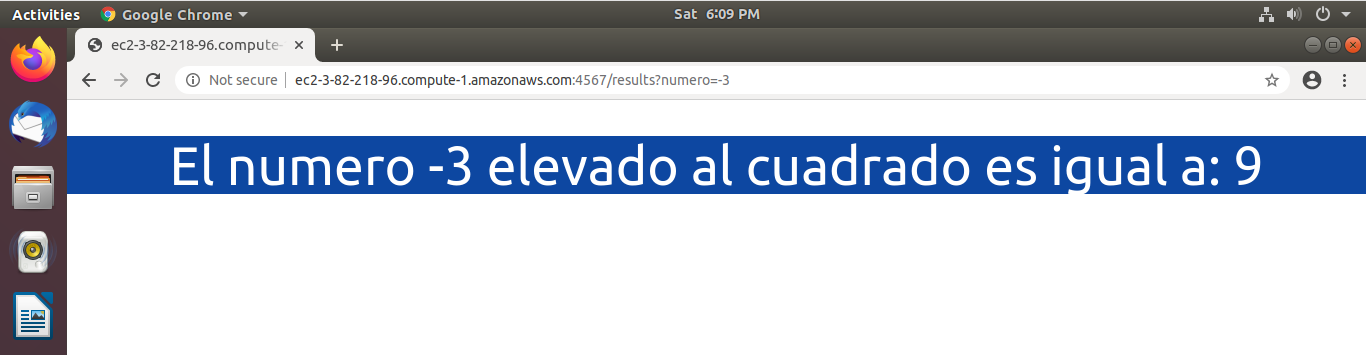 Activities Google Chrome Sat 6:09 PM
ec2-3-82-218-96.compute-
Not secure ec2-3-82-218-96.compute-1.amazonaws.com:4567/results?numero=-3
El numero -3 elevado al cuadrado es igual a: 9